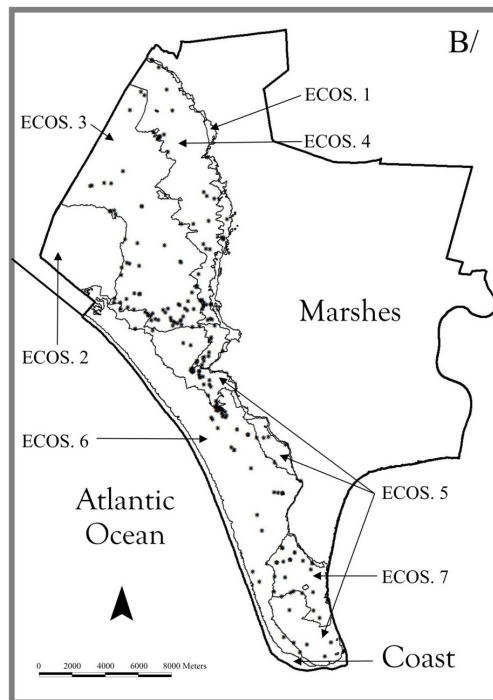 B/
ECOS. 1
ECOS. 3
ECOS. 4
Marshes
ECOS. 2
ECOS. 6
ECOS. 5
Atlantic
Ocean
ECOS. 7
Coast
0 2000 4000 6000 8000 Meters